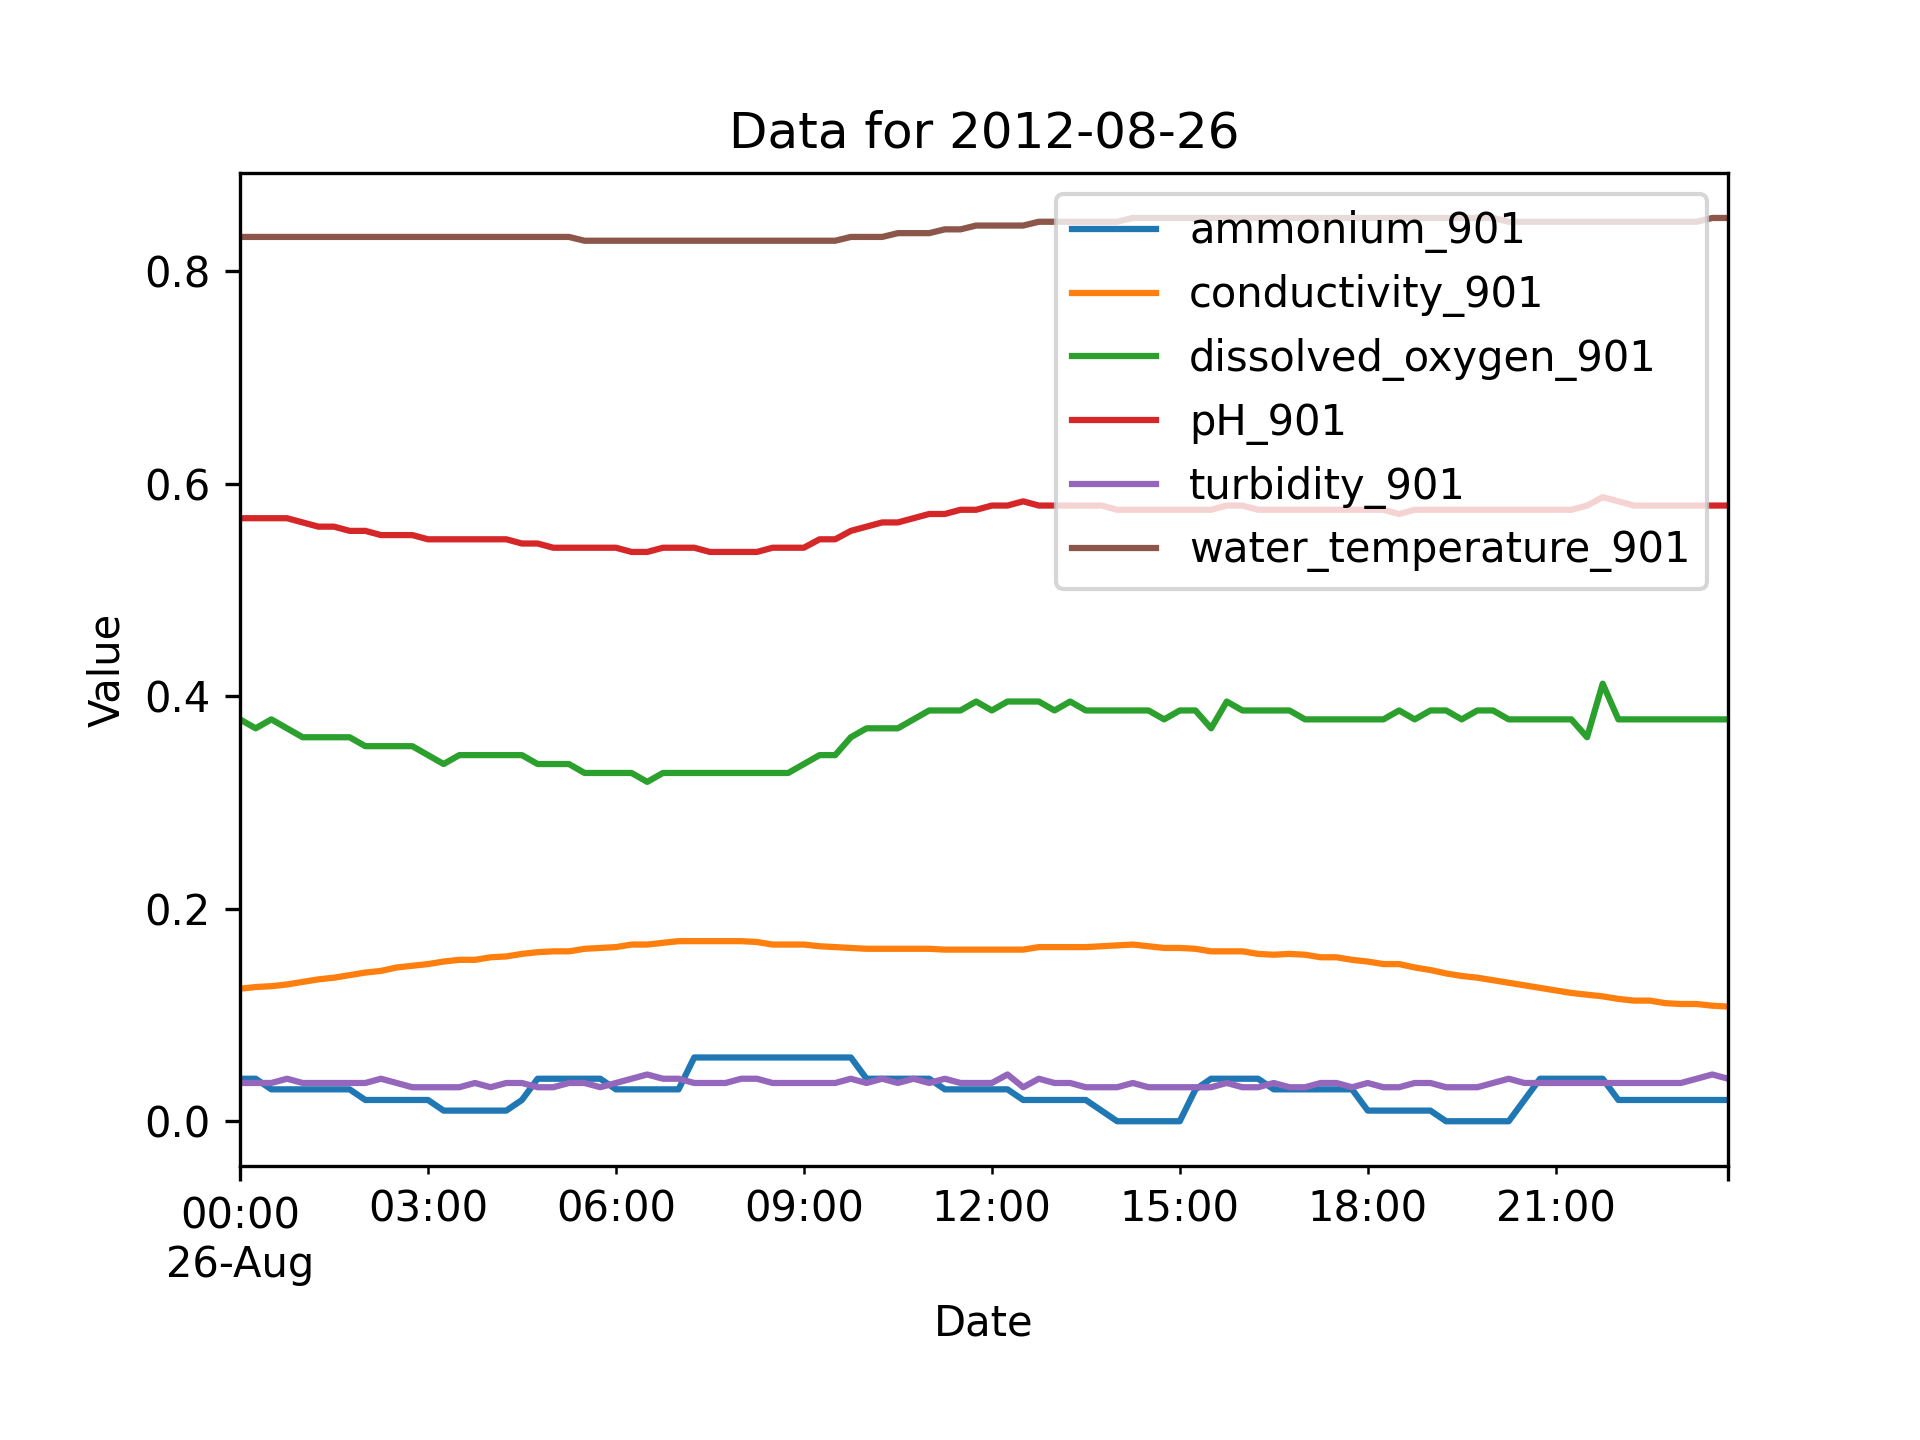 Data for 2012-08-26
ammonium_901
conductivity_901
dissolved_oxygen_901
pH_901
turbidity_901
water_temperature_901
Value
0.8
0.6
0.4
0.2
0.0
00:00 03:00 06:00 09:00 12:00 15:00 18:00 21:00
26-Aug
Date